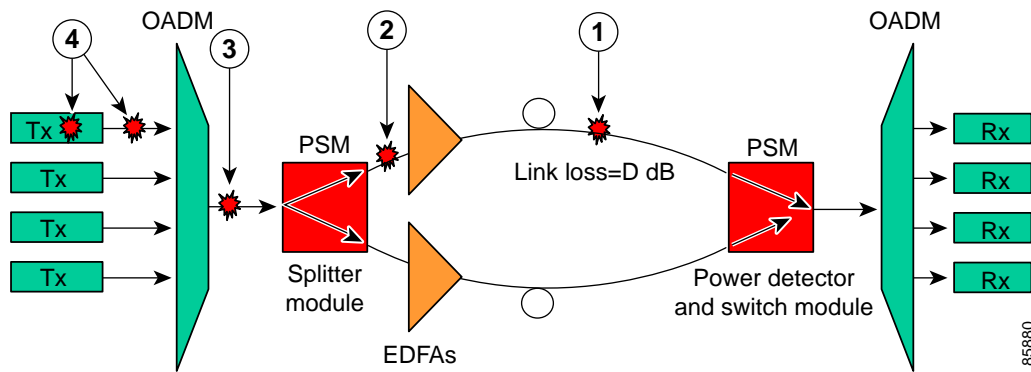 OADM
4
3
2
1
OADM
Tx
Tx
Tx
Tx
PSM
Splitter
module
EDFAs
Link loss=D dB
PSM
Power detector
and switch module
Rx
Rx
Rx
Rx
85880